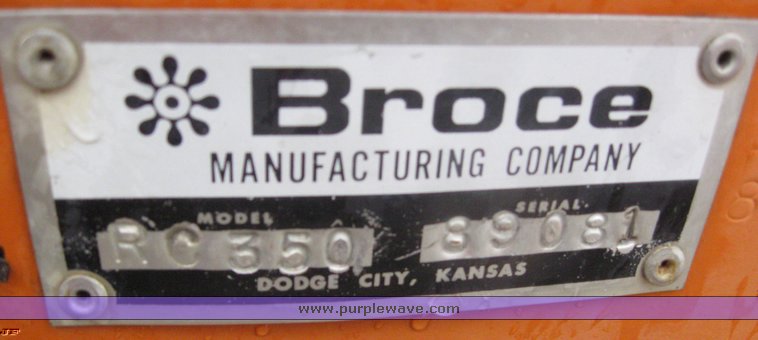 Broce
MANUFACTURING COMPANY
MODEL SERIAL
RC350 89081
DODGE CITY, KANSAS
www.purplewave.com